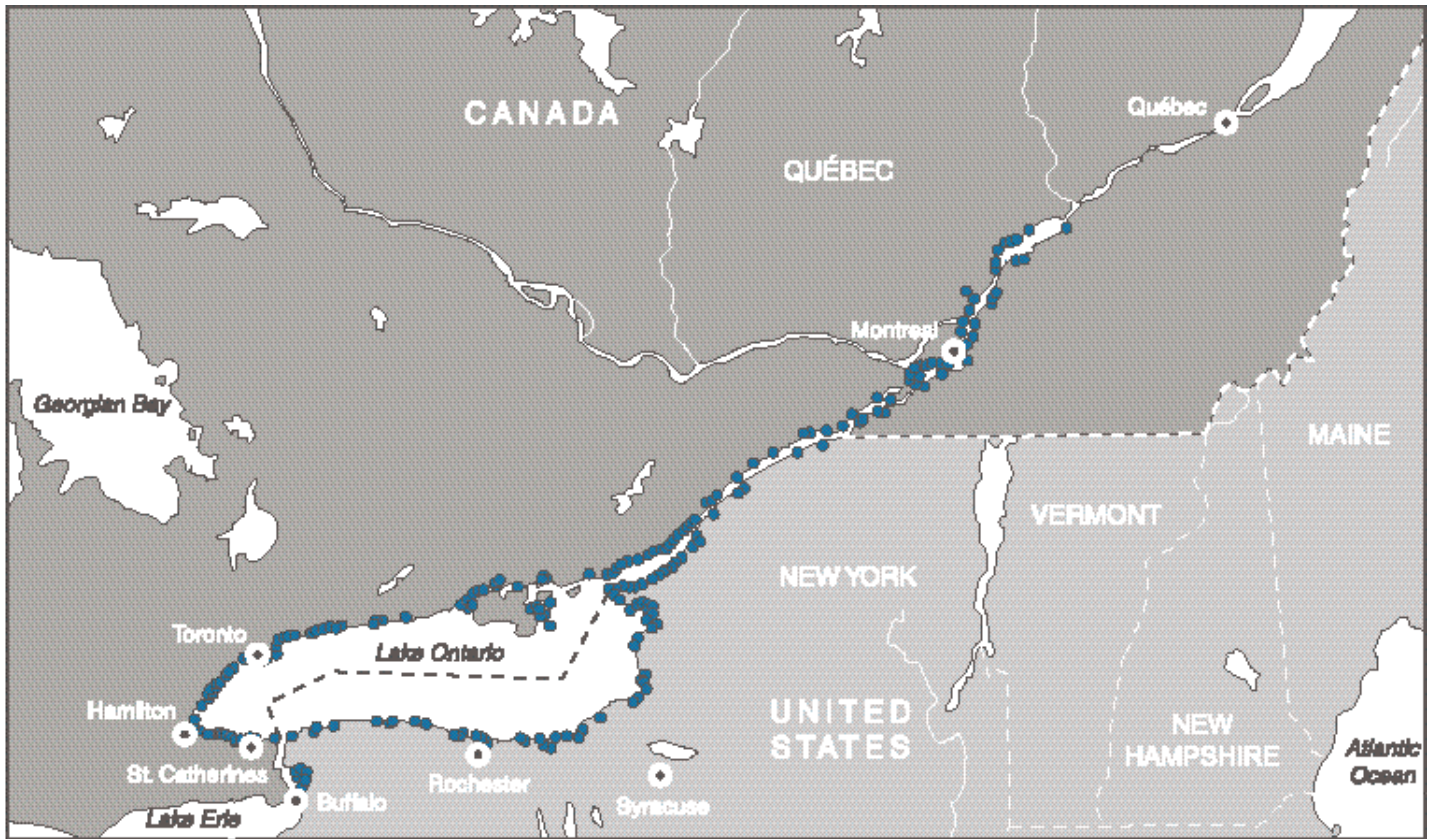 CANADA
Québec
QUÉBEC
Montreal
Georgian Bay
MAINE
VERMONT
NEW YORK
Toronto
Lake Ontario
Hamilton
UNITED
STATES
NEW
HAMPSHIRE
Atlantic
Ocean
St. Catherines
Rochester
Syracuse
Buffalo
Lake Erie